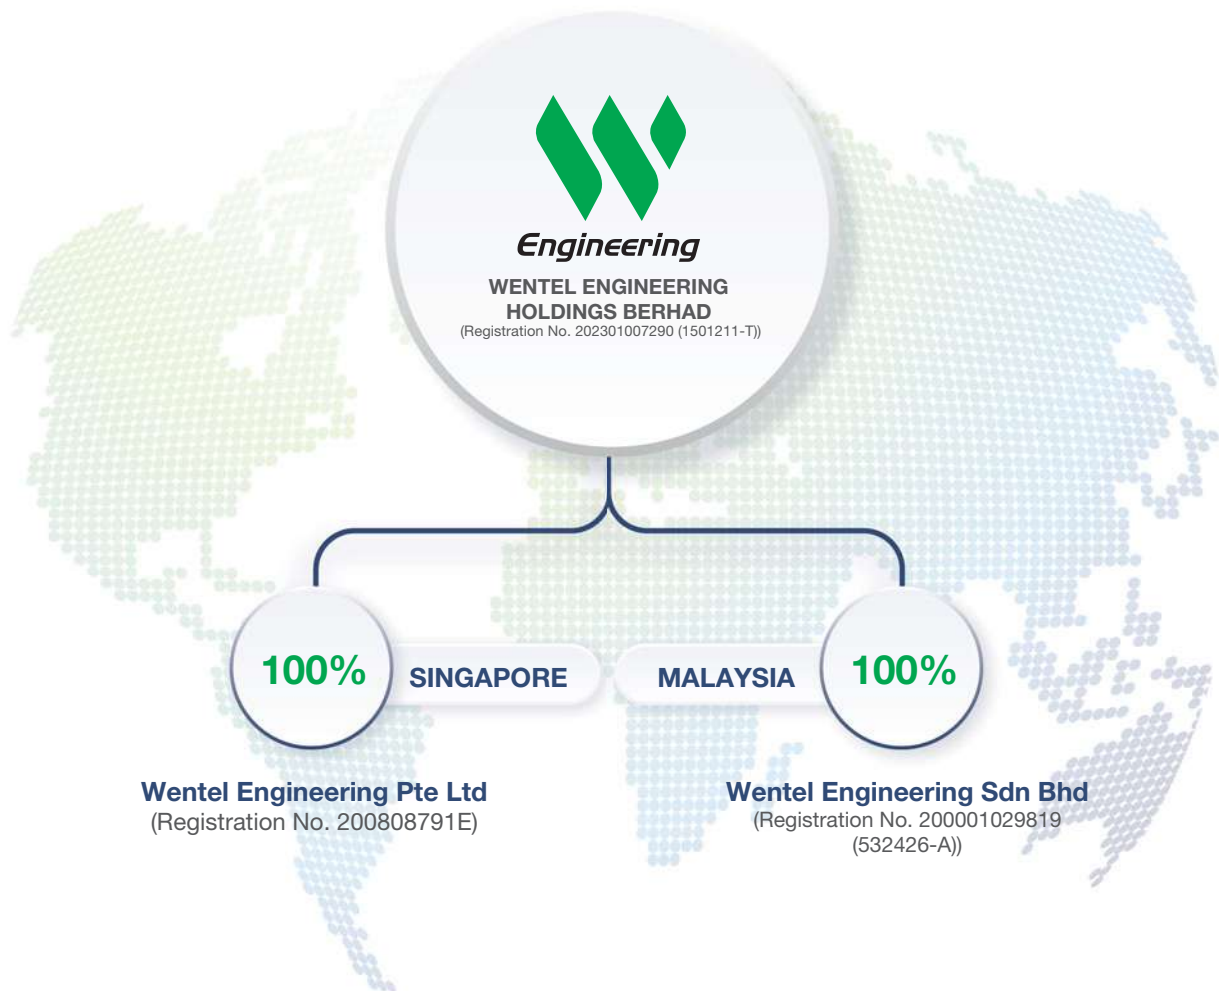 Engineering
WENTEL ENGINEERING
HOLDINGS BERHAD
(Registration No. 202301007290 (1501211-T))
100%
SINGAPORE
MALAYSIA
100%
Wentel Engineering Pte Ltd
(Registration No. 200808791E)
Wentel Engineering Sdn Bhd
(Registration No. 200001029819
(532426-A))